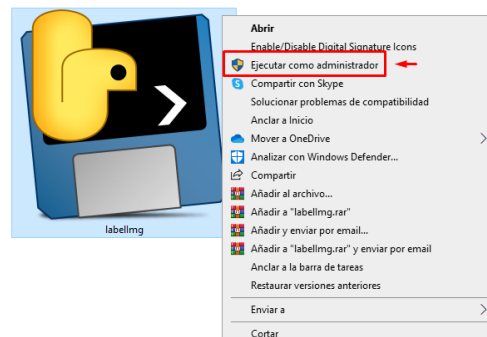 Abrir
Enable/Disable Digital Signature Icons
Ejecutar como administrador
Compartir con Skype
Solucionar problemas de compatibilidad
Anclar a Inicio
Mover a OneDrive
Analizar con Windows Defender...
Compartir
Añadir al archivo...
Añadir a "labelImg.rar"
Añadir y enviar por email...
Añadir a "labelImg.rar" y enviar por email
Anclar a la barra de tareas
Restaurar versiones anteriores
Enviar a
Cortar
labelImg